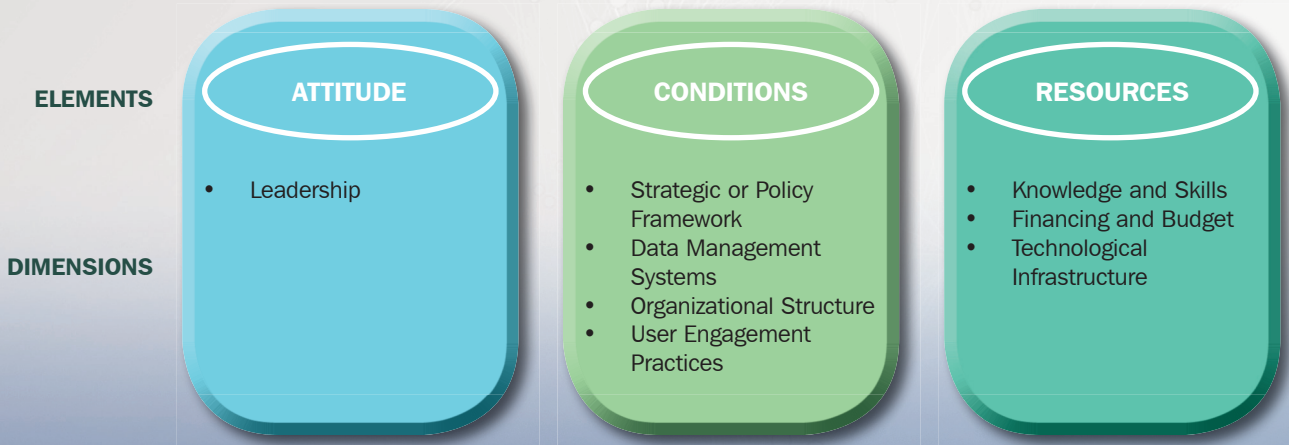 ELEMENTS
ATTITUDE
CONDITIONS
RESOURCES
DIMENSIONS
• Leadership
• Strategic or Policy
Framework
• Data Management
Systems
• Organizational Structure
• User Engagement
Practices
• Knowledge and Skills
• Financing and Budget
• Technological
Infrastructure